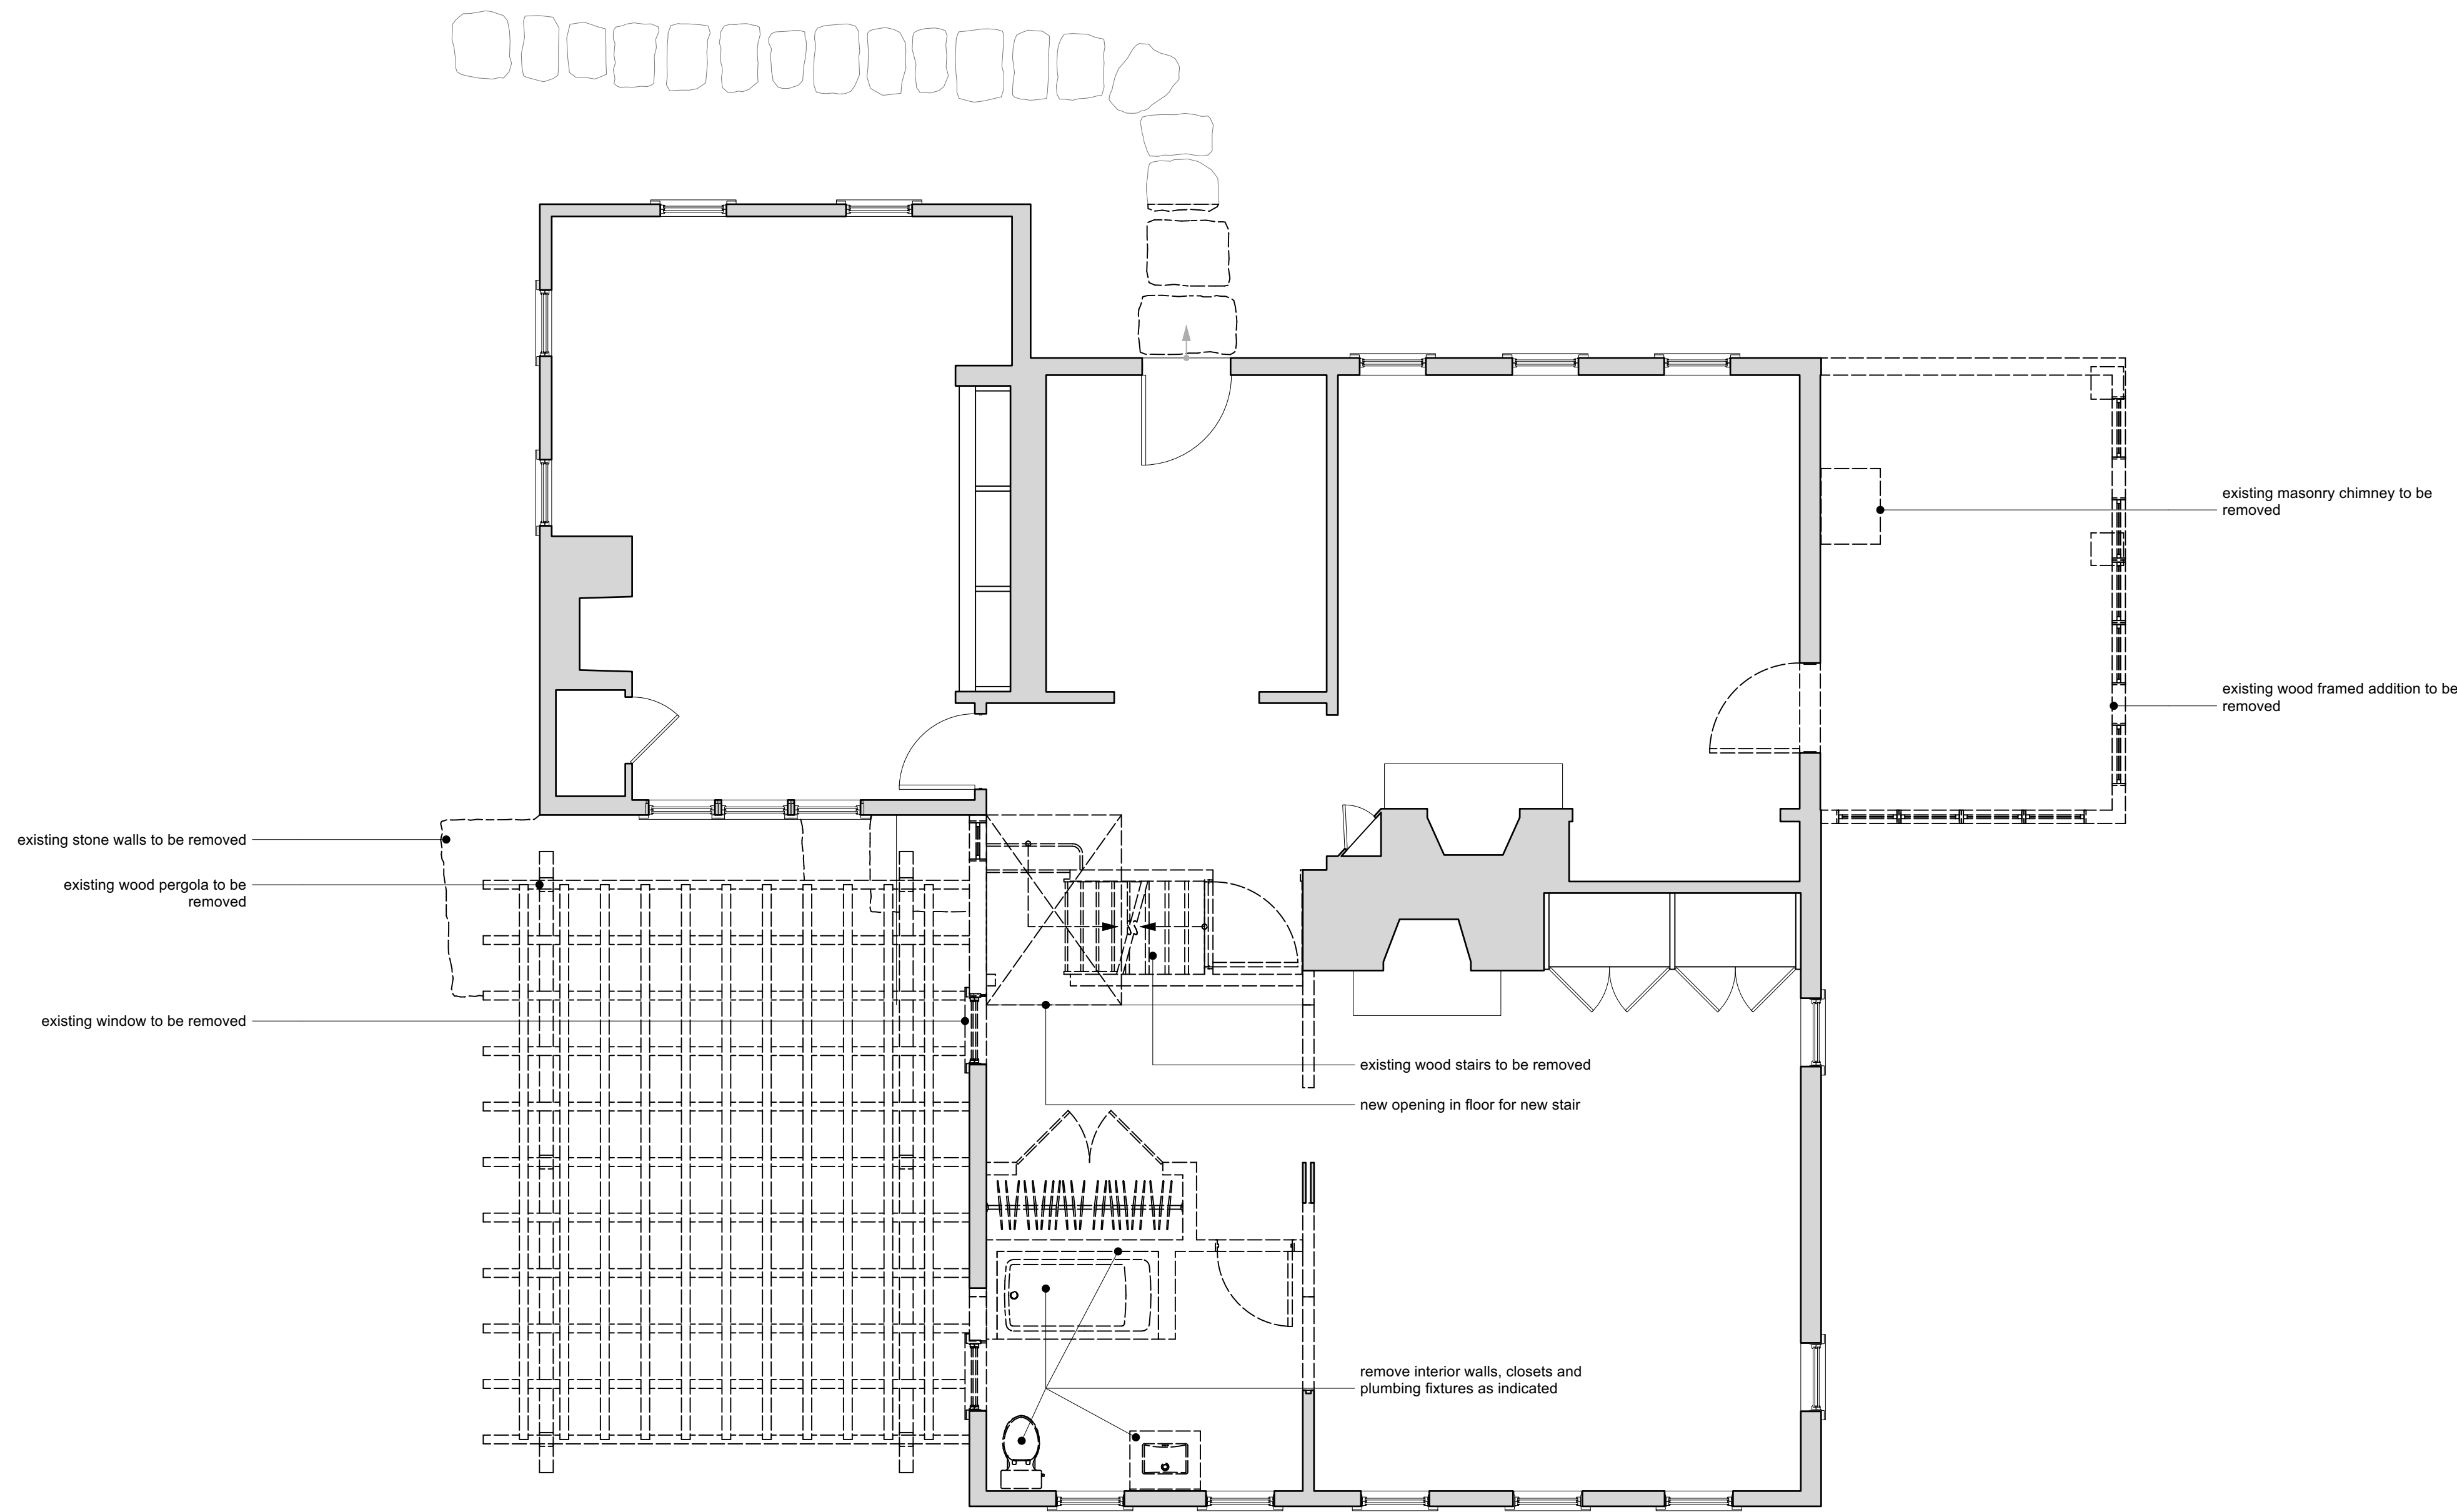 existing masonry chimney to be
removed
existing wood framed addition to be
removed
existing stone walls to be removed
existing wood pergola to be
removed
existing window to be removed
existing wood stairs to be removed
new opening in floor for new stair
remove interior walls, closets and
plumbing fixtures as indicated